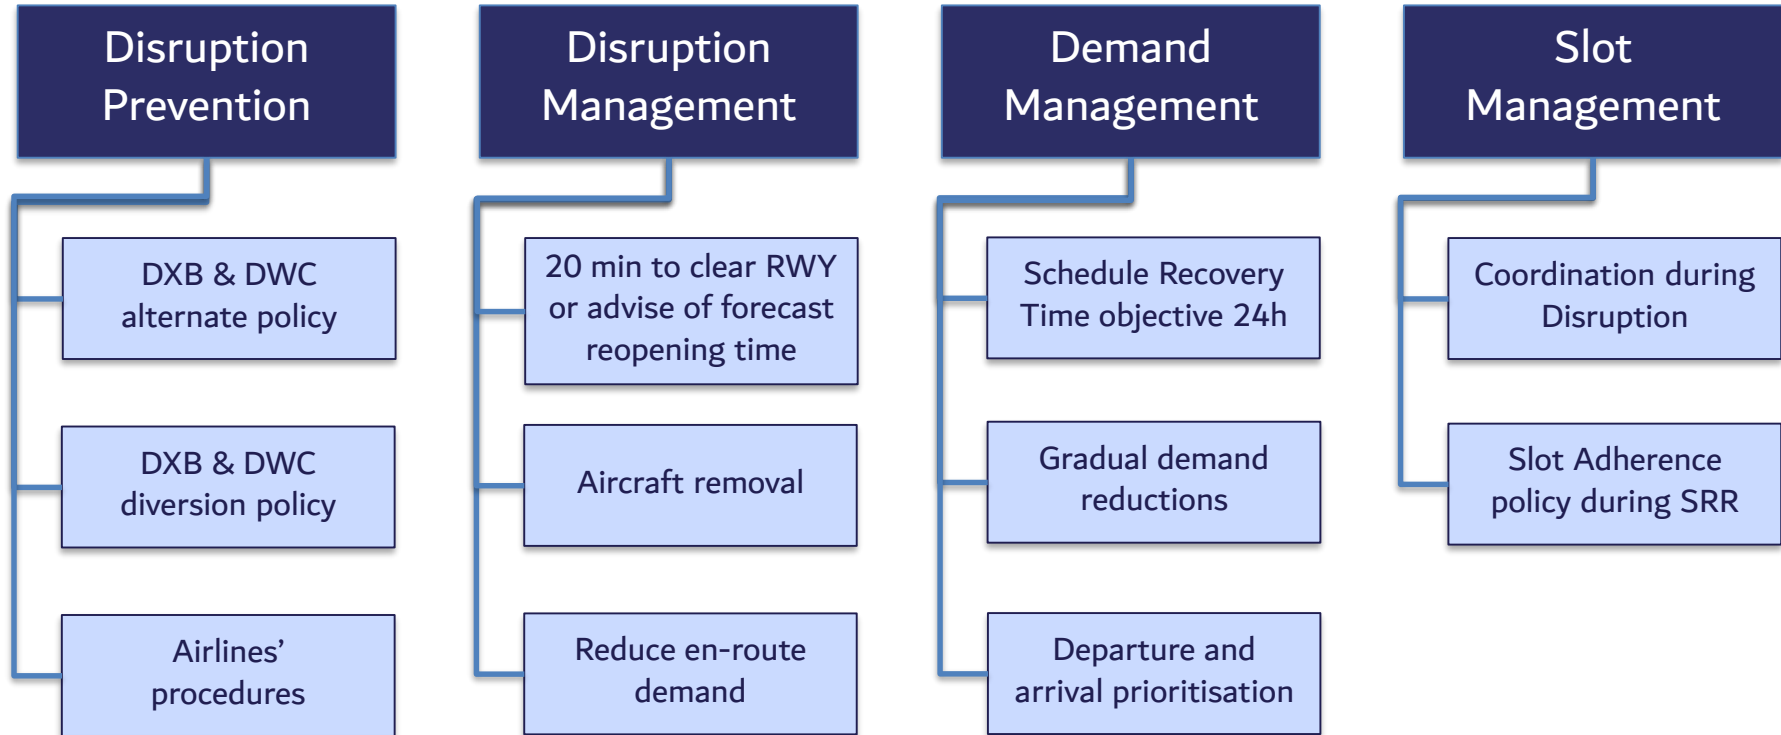 Disruption
Prevention
DXB & DWC
alternate policy
DXB & DWC
diversion policy
Airlines’
procedures
Disruption
Management
20 min to clear RWY
or advise of forecast
reopening time
Aircraft removal
Reduce en-route
demand
Demand
Management
Schedule Recovery
Time objective 24h
Gradual demand
reductions
Departure and
arrival prioritisation
Slot
Management
Coordination during
Disruption
Slot Adherence
policy during SRR